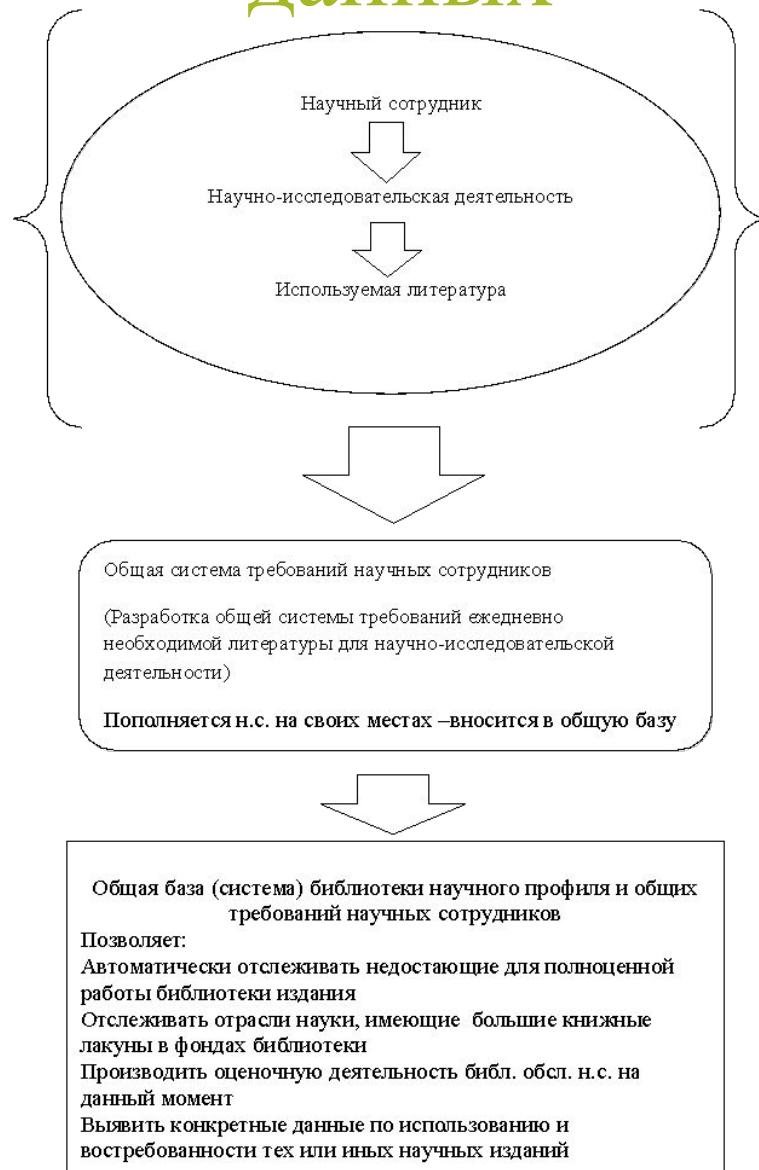 данных
Научный сотрудник
Научно-исследовательская деятельность
Используемая литература
Общая система требований научных сотрудников
(Разработка общей системы требований ежедневно
необходимой литературы для научно-исследовательской
деятельности)
Пополняется н.с. на своих местах –вносится в общую базу
Общая база (система) библиотеки научного профиля и общих
требований научных сотрудников
Позволяет:
Автоматически отслеживать недостающие для полноценной
работы библиотеки издания
Отслеживать отрасли науки, имеющие большие книжные
лакуны в фондах библиотеки
Производить оценочную деятельность библ. обсл. н.с. на
данный момент
Выявить конкретные данные по использованию и
востребованности тех или иных научных изданий